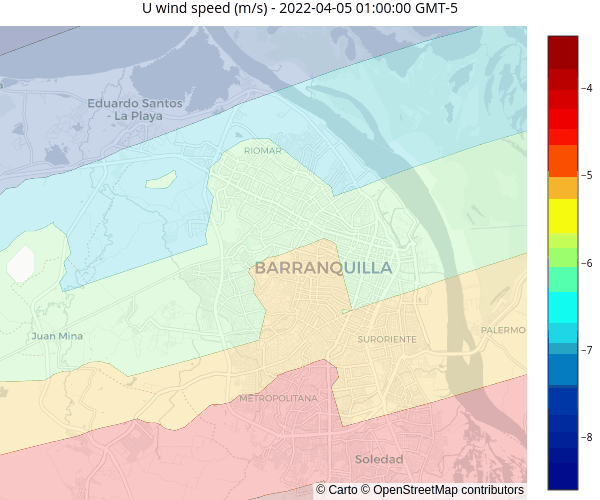 U wind speed (m/s) - 2022-04-05 01:00:00 GMT-5
Eduardo Santos
- La Playa
RIOMAR
BARRANQUILLA
Juan Mina
SURORIENTE
PALERMO
METROPOLITANA
Soledad
© Carto © OpenStreetMap contributors
−4
−5
−6
−7
−8